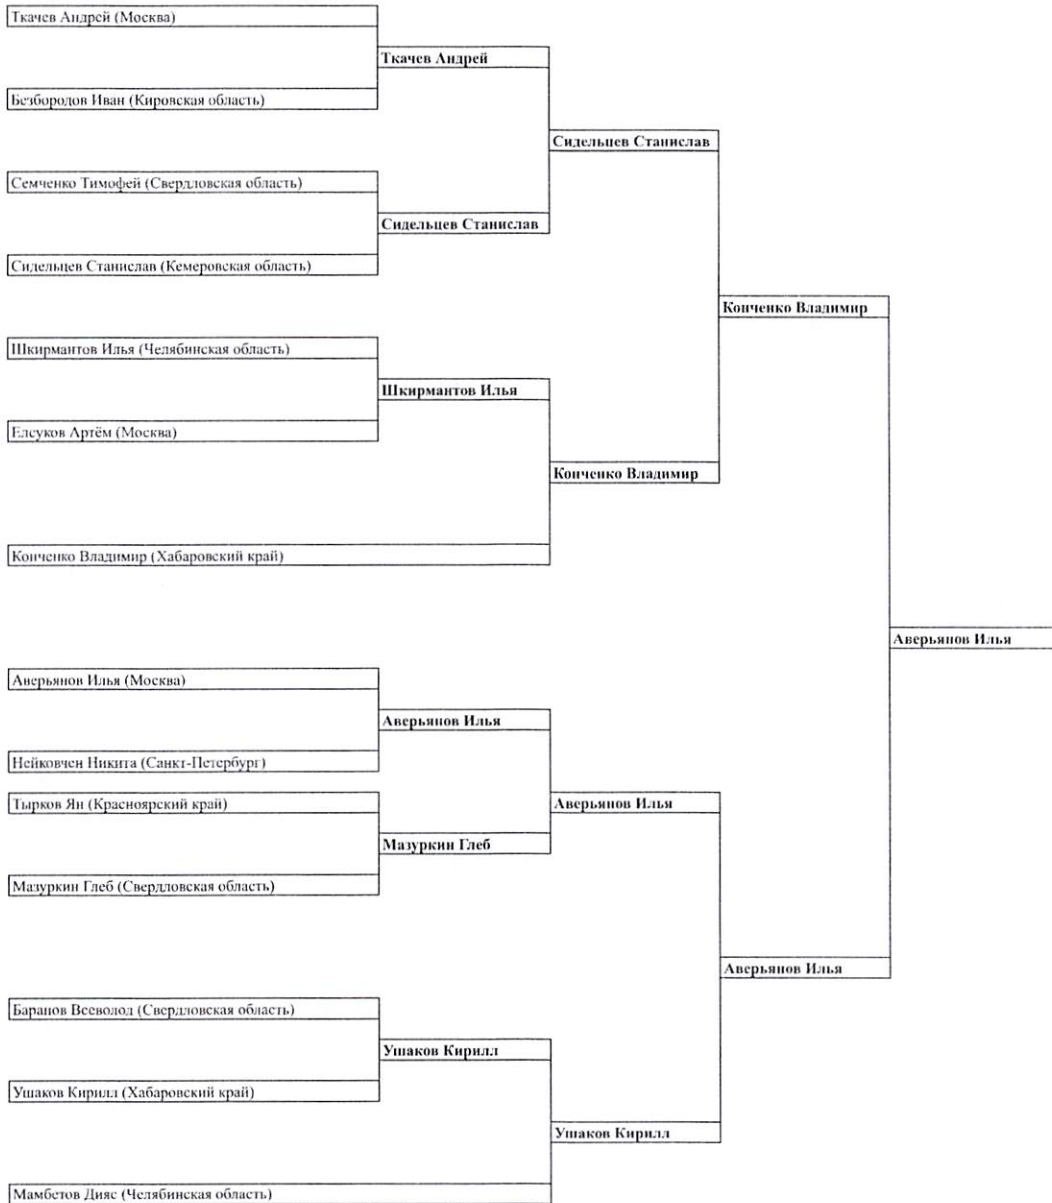 Ткачев Андрей (Москва)
Ткачев Андрей
Безбородов Иван (Кировская область)
Сидельцев Станислав
Семченко Тимофей (Свердловская область)
Сидельцев Станислав
Сидельцев Станислав (Кемеровская область)
Конченко Владимир
Шкирмантов Илья (Челябинская область)
Шкирмантов Илья
Елсуков Артём (Москва)
Конченко Владимир
Конченко Владимир (Хабаровский край)
Аверьянов Илья
Аверьянов Илья (Москва)
Аверьянов Илья
Нейковчен Никита (Санкт-Петербург)
Тырков Ян (Красноярский край)
Аверьянов Илья
Мазуркин Глеб
Мазуркин Глеб (Свердловская область)
Аверьянов Илья
Баранов Всеволод (Свердловская область)
Ушаков Кирилл
Ушаков Кирилл (Хабаровский край)
Ушаков Кирилл
Мамбетов Дияс (Челябинская область)